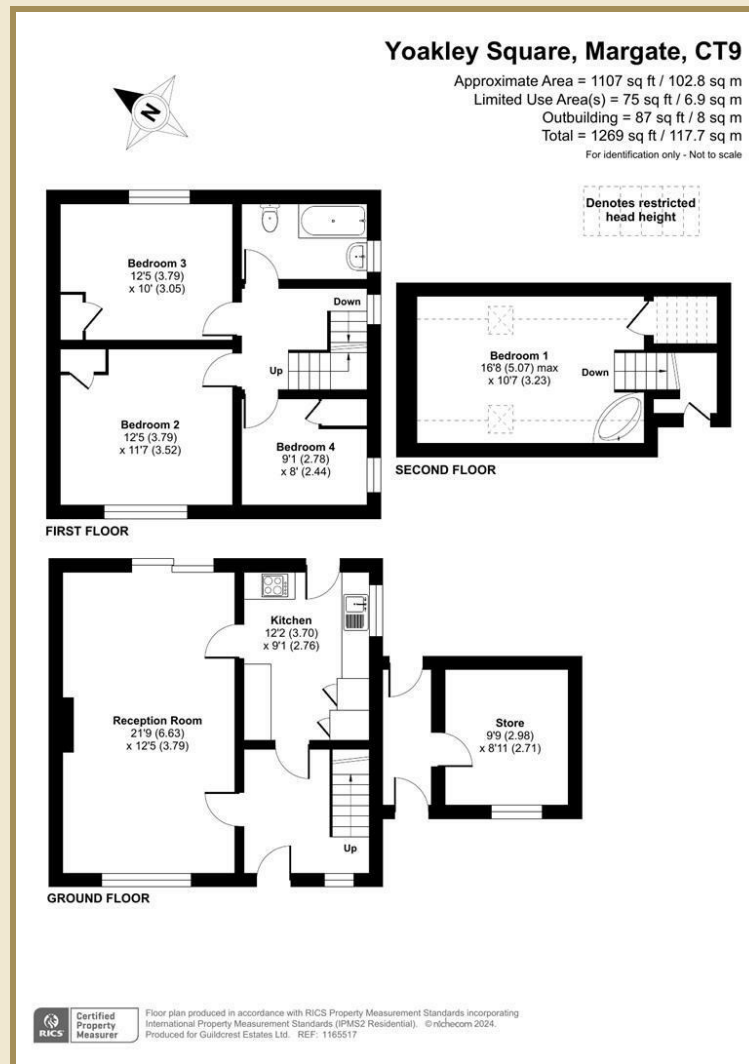 Yoakley Square, Margate, CT9
Approximate Area = 1107 sq ft / 102.8 sq m
Limited Use Area(s) = 75 sq ft / 6.9 sq m
Outbuilding = 87 sq ft / 8 sq m
Total = 1269 sq ft / 117.7 sq m
For identification only - Not to scale
N
Denotes restricted
head height
Bedroom 3
12'5 (3.79)
x 10' (3.05)
Down
Up
Bedroom 2
12'5 (3.79)
x 11'7 (3.52)
Bedroom 4
9'1 (2.78)
x 8' (2.44)
FIRST FLOOR
Bedroom 1
16'8 (5.07) max
x 10'7 (3.23)
Down
SECOND FLOOR
Kitchen
12'2 (3.70)
x 9'1 (2.76)
Reception Room
21'9 (6.63)
x 12'5 (3.79)
Up
Store
9'9 (2.98)
x 8'11 (2.71)
GROUND FLOOR
RICS
Certified
Property
Measurer
Floor plan produced in accordance with RICS Property Measurement Standards incorporating
International Property Measurement Standards (IPMS2 Residential). ©nichecom 2024.
Produced for Guildcrest Estates Ltd. REF: 1165517